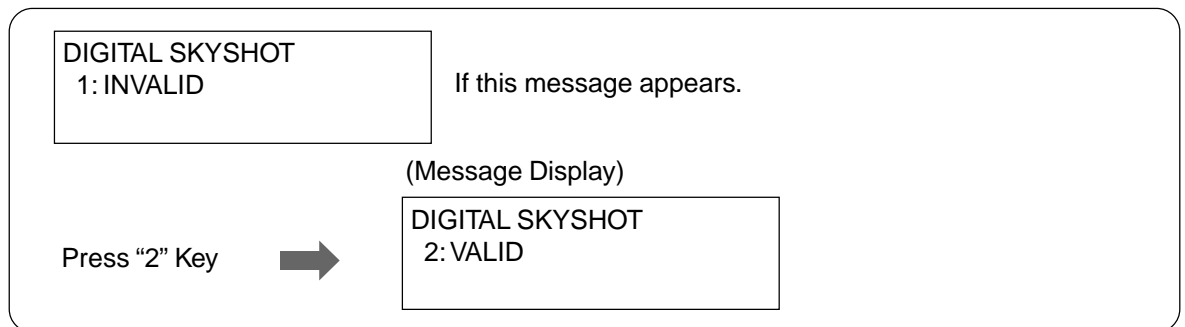 DIGITAL SKYSHOT
1: INVALID
If this message appears.
(Message Display)
Press “2” Key
DIGITAL SKYSHOT
2: VALID